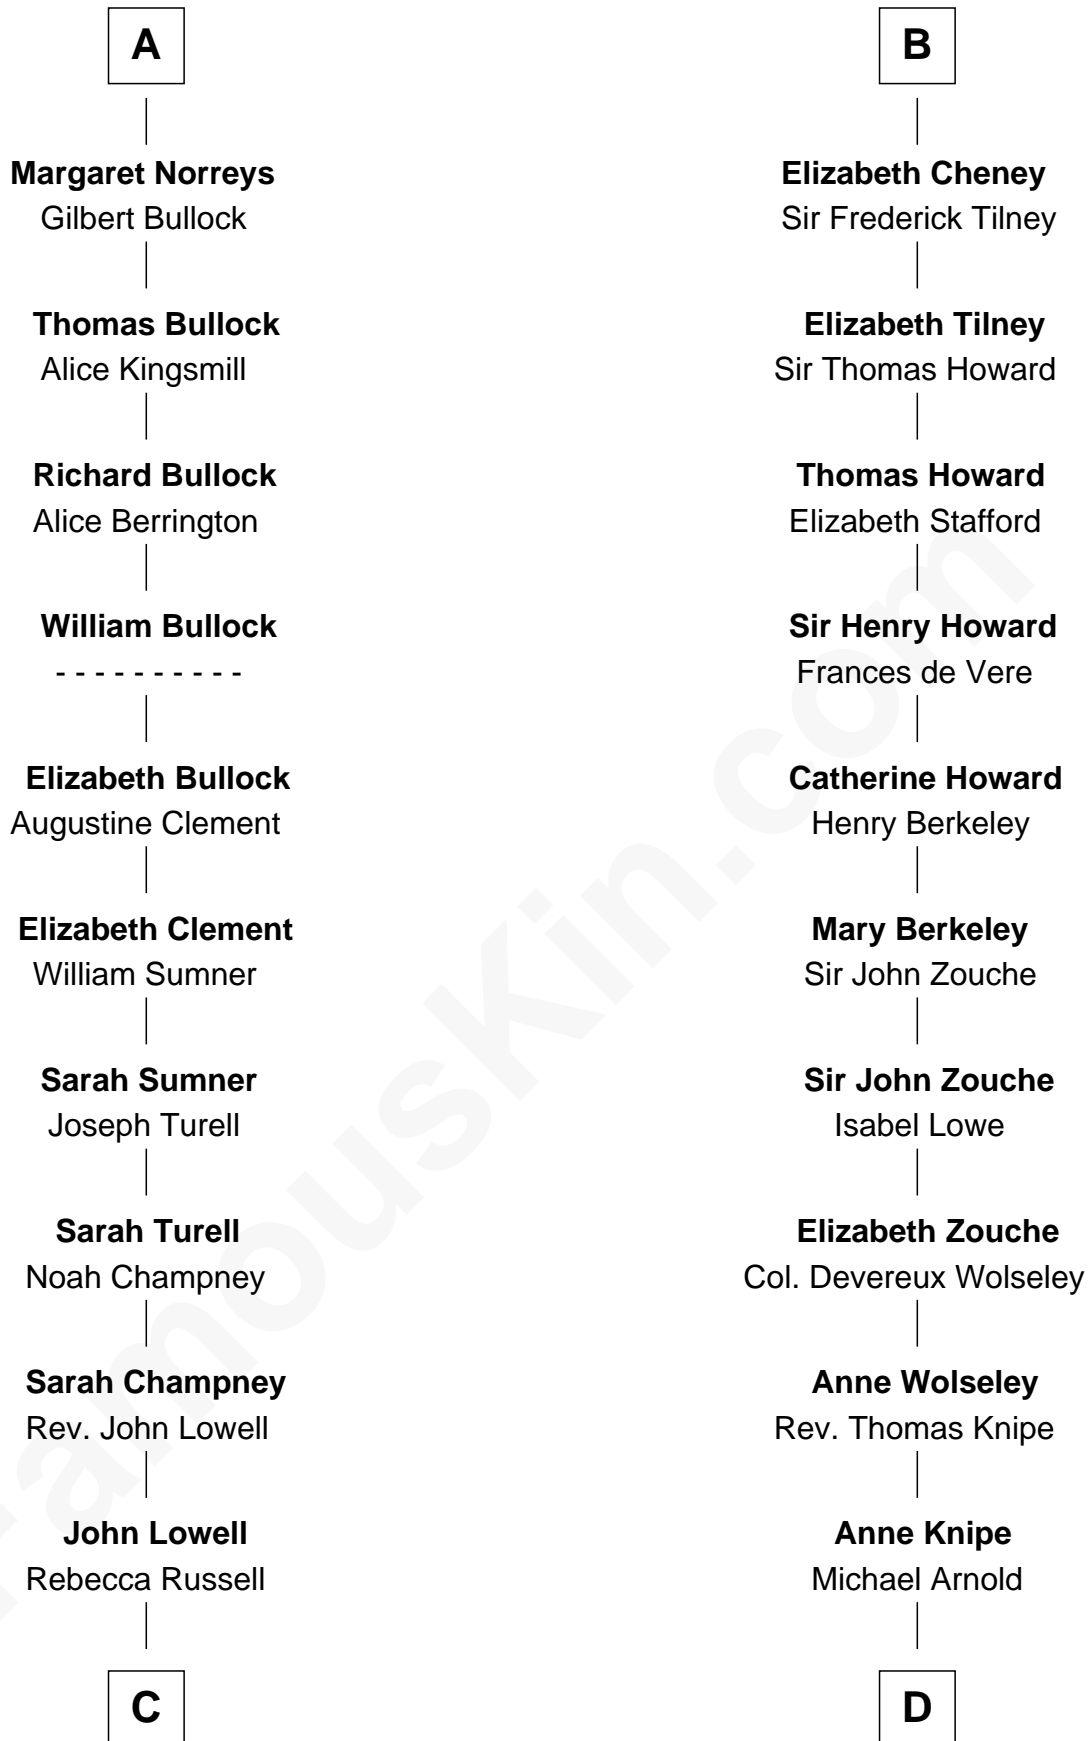 A
Margaret Norreys
Gilbert Bullock
Thomas Bullock
Alice Kingsmill
Richard Bullock
Alice Berrington
William Bullock
- - - - - - - - - -
Elizabeth Bullock
Augustine Clement
Elizabeth Clement
William Sumner
Sarah Sumner
Joseph Turell
Sarah Turell
Noah Champney
Sarah Champney
Rev. John Lowell
John Lowell
Rebecca Russell
C
B
Elizabeth Cheney
Sir Frederick Tilney
Elizabeth Tilney
Sir Thomas Howard
Thomas Howard
Elizabeth Stafford
Sir Henry Howard
Frances de Vere
Catherine Howard
Henry Berkeley
Mary Berkeley
Sir John Zouche
Sir John Zouche
Isabel Lowe
Elizabeth Zouche
Col. Devereux Wolseley
Anne Wolseley
Rev. Thomas Knipe
Anne Knipe
Michael Arnold
D
FamousKin.com